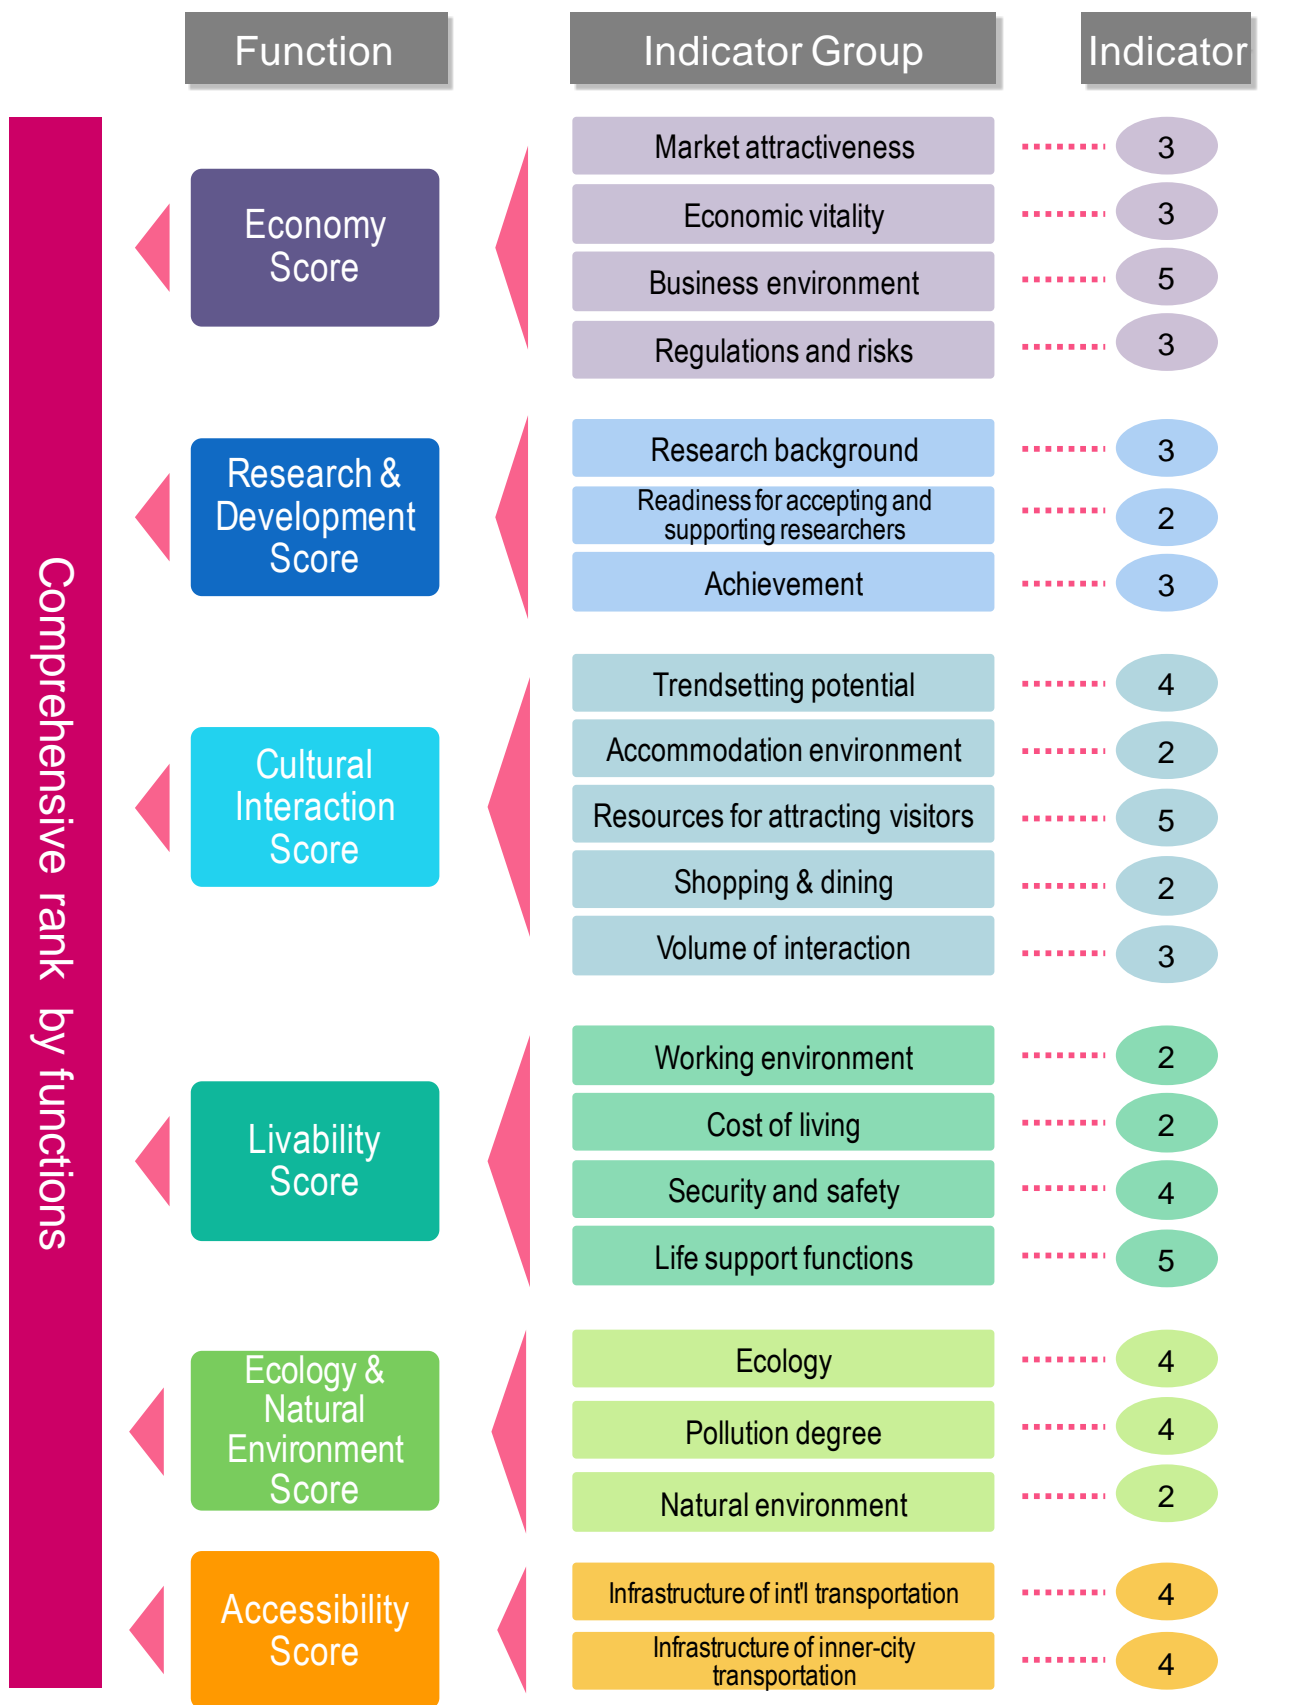 Function
Indicator Group
Indicator
Comprehensive rank by functions
Economy
Score
Market attractiveness
3
Economic vitality
3
Business environment
5
Regulations and risks
3
Research &
Development
Score
Research background
3
Readiness for accepting and
supporting researchers
2
Achievement
3
Cultural
Interaction
Score
Trendsetting potential
4
Accommodation environment
2
Resources for attracting visitors
5
Shopping & dining
2
Volume of interaction
3
Livability
Score
Working environment
2
Cost of living
2
Security and safety
4
Life support functions
5
Ecology &
Natural
Environment
Score
Ecology
4
Pollution degree
4
Natural environment
2
Accessibility
Score
Infrastructure of int'l transportation
4
Infrastructure of inner-city
transportation
4